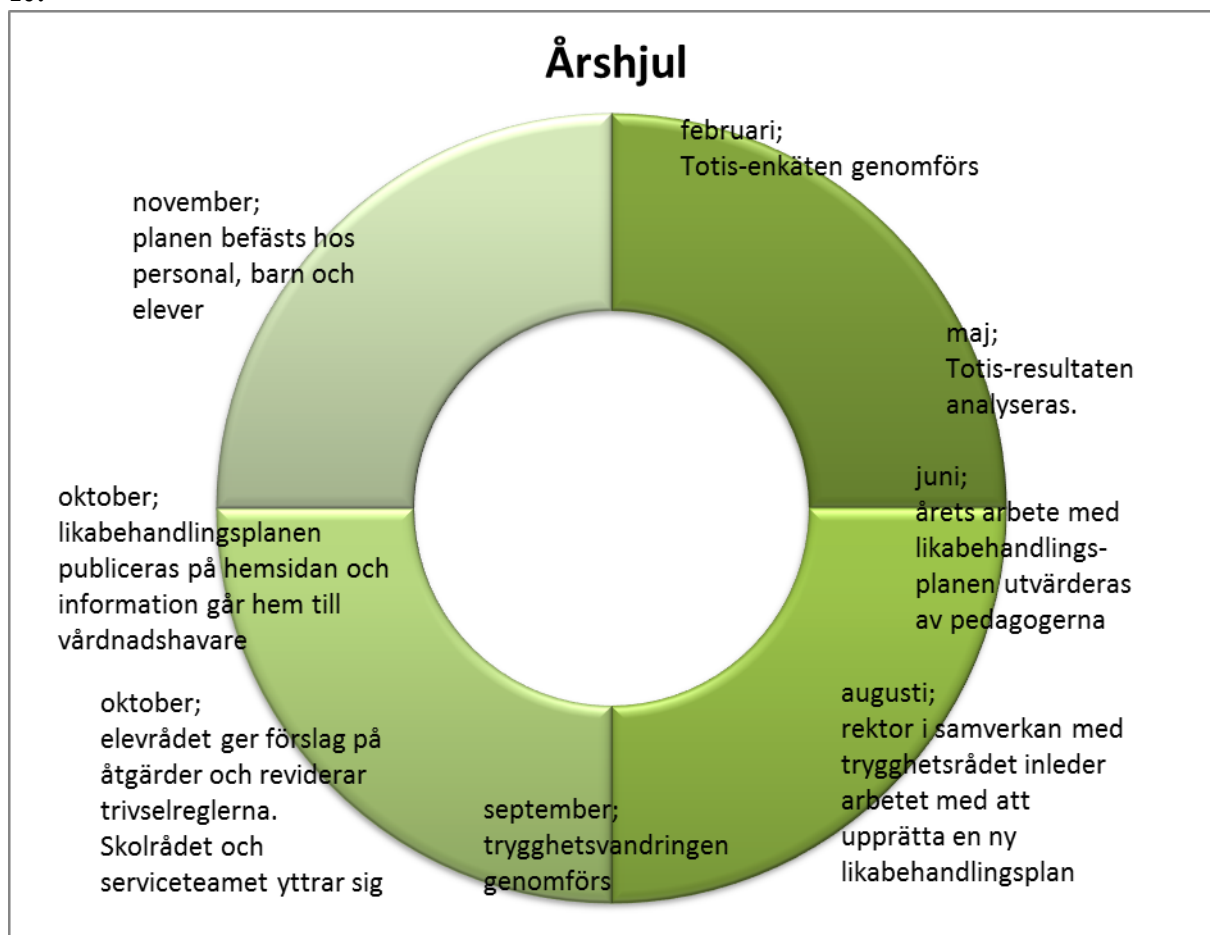 Årshjul
februari;
Totis-enkäten genomförs
maj;
Totis-resultaten
analyseras.
juni;
årets arbete med
likabehandlings-
planen utvärderas
av pedagogerna
augusti;
rektor i samverkan med
trygghetsrådet inleder
arbetet med att
upprätta en ny
likabehandlingsplan
september;
trygghetsvandringen
genomförs
oktober;
elevrådet ger förslag på
åtgärder och reviderar
trivselreglerna.
Skolrådet och
serviceteamet yttrar sig
oktober;
likabehandlingsplanen
publiceras på hemsidan och
information går hem till
vårdnadshavare
november;
planen befästs hos
personal, barn och
elever